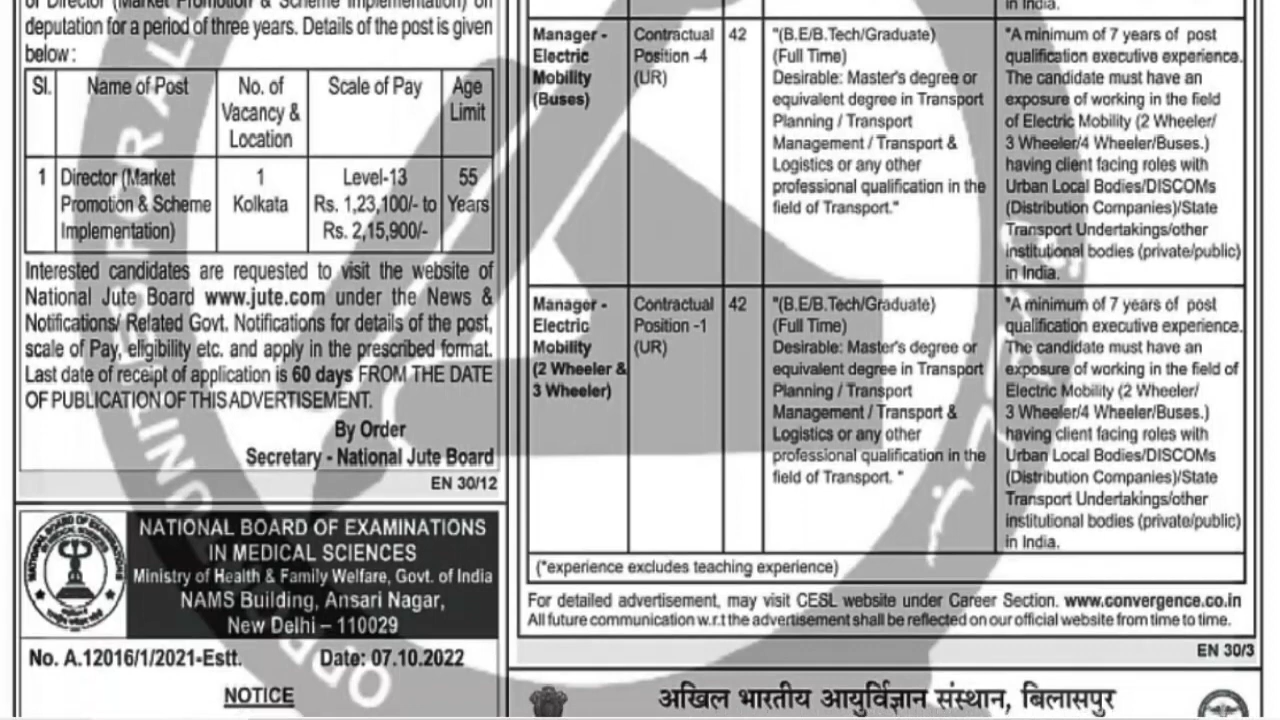 of Director (Market Promotion & Scheme Implementation) on
deputation for a period of three years. Details of the post is given
below :
Sl. Name of Post No. of Vacancy & Location Scale of Pay Age Limit
1 Director (Market Promotion & Scheme Implementation) 1 Kolkata Level-13 Rs. 1,23,100/- to Rs. 2,15,900/- 55 Years
Interested candidates are requested to visit the website of
National Jute Board www.jute.com under the News &
Notifications/ Related Govt. Notifications for details of the post,
scale of Pay, eligibility etc. and apply in the prescribed format.
Last date of receipt of application is 60 days FROM THE DATE
OF PUBLICATION OF THIS ADVERTISEMENT.
By Order
Secretary - National Jute Board
EN 30/12
NATIONAL BOARD OF EXAMINATIONS
IN MEDICAL SCIENCES
Ministry of Health & Family Welfare, Govt. of India
NAMS Building, Ansari Nagar,
New Delhi – 110029
No. A.12016/1/2021-Estt. Date: 07.10.2022
NOTICE
in India.
Manager -
Electric
Mobility
(Buses)
Contractual
Position -4
(UR)
42
"(B.E/B.Tech/Graduate)
(Full Time)
Desirable: Master's degree or
equivalent degree in Transport
Planning / Transport
Management / Transport &
Logistics or any other
professional qualification in the
field of Transport."
"A minimum of 7 years of post
qualification executive experience.
The candidate must have an
exposure of working in the field
of Electric Mobility (2 Wheeler/
3 Wheeler/4 Wheeler/Buses.)
having client facing roles with
Urban Local Bodies/DISCOMs
(Distribution Companies)/State
Transport Undertakings/other
institutional bodies (private/public)
in India.
Manager -
Electric
Mobility
(2 Wheeler &
3 Wheeler)
Contractual
Position -1
(UR)
42
"(B.E/B.Tech/Graduate)
(Full Time)
Desirable: Master's degree or
equivalent degree in Transport
Planning / Transport
Management / Transport &
Logistics or any other
professional qualification in the
field of Transport. "
"A minimum of 7 years of post
qualification executive experience.
The candidate must have an
exposure of working in the field of
Electric Mobility (2 Wheeler/
3 Wheeler/4 Wheeler/Buses.)
having client facing roles with
Urban Local Bodies/DISCOMs
(Distribution Companies)/State
Transport Undertakings/other
institutional bodies (private/public)
in India.
(*experience excludes teaching experience)
For detailed advertisement, may visit CESL website under Career Section. www.convergence.co.in
All future communication w.r.t the advertisement shall be reflected on our official website from time to time.
EN 30/3
अखिल भारतीय आयुर्विज्ञान संस्थान, बिलासपुर